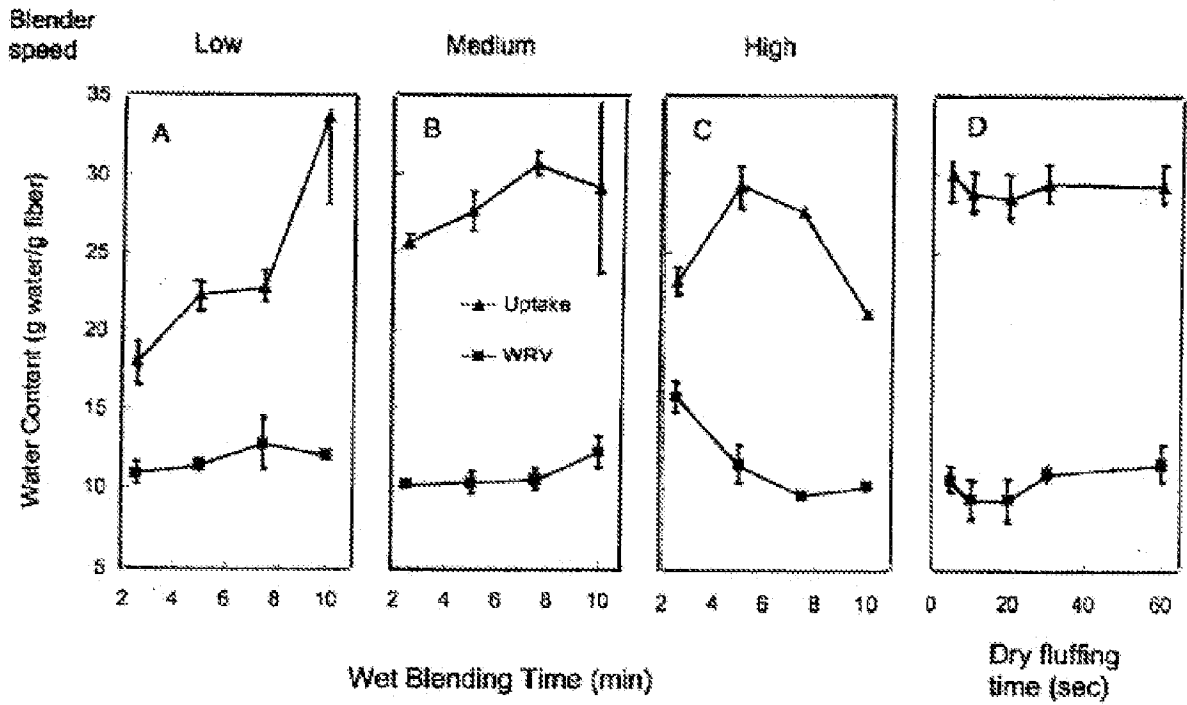 Blender
speed
Low
Medium
High
Water Content (g water/g fiber)
35
30
25
20
15
10
5
A
B
C
D
Uptake
WRV
2 4 6 8 10
2 4 6 8 10
2 4 6 8 10
0 20 40 60
Wet Blending Time (min)
Dry fluffing
time (sec)